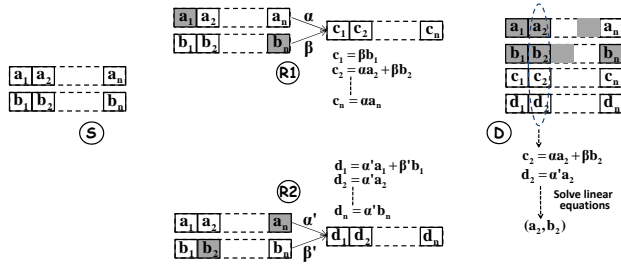 a1 a2 an
b1 b2 bn
S
a1 a2 an α
b1 b2 bn β
R1
c1 c2 cn
c1 = βb1
c2 = αa2 + βb2
cn = αan
R2
a1 a2 an α'
b1 b2 bn β'
d1 = α'a1 + β'b1
d2 = α'a2
dn = α'bn
d1 d2 dn
a1 a2 an
b1 b2 bn
c1 c2 cn
d1 d2 dn
D
c2 = αa2 + βb2
d2 = α'a2
Solve linear
equations
(a2, b2)